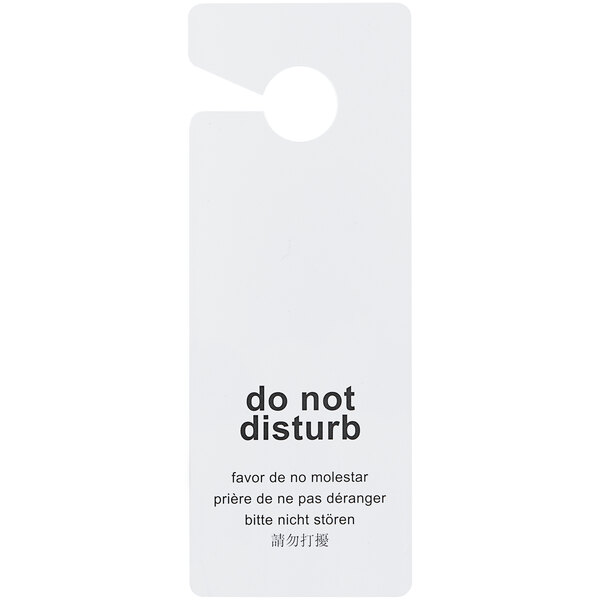 do not
disturb
favor de no molestar
prière de ne pas déranger
bitte nicht stören
請勿打擾